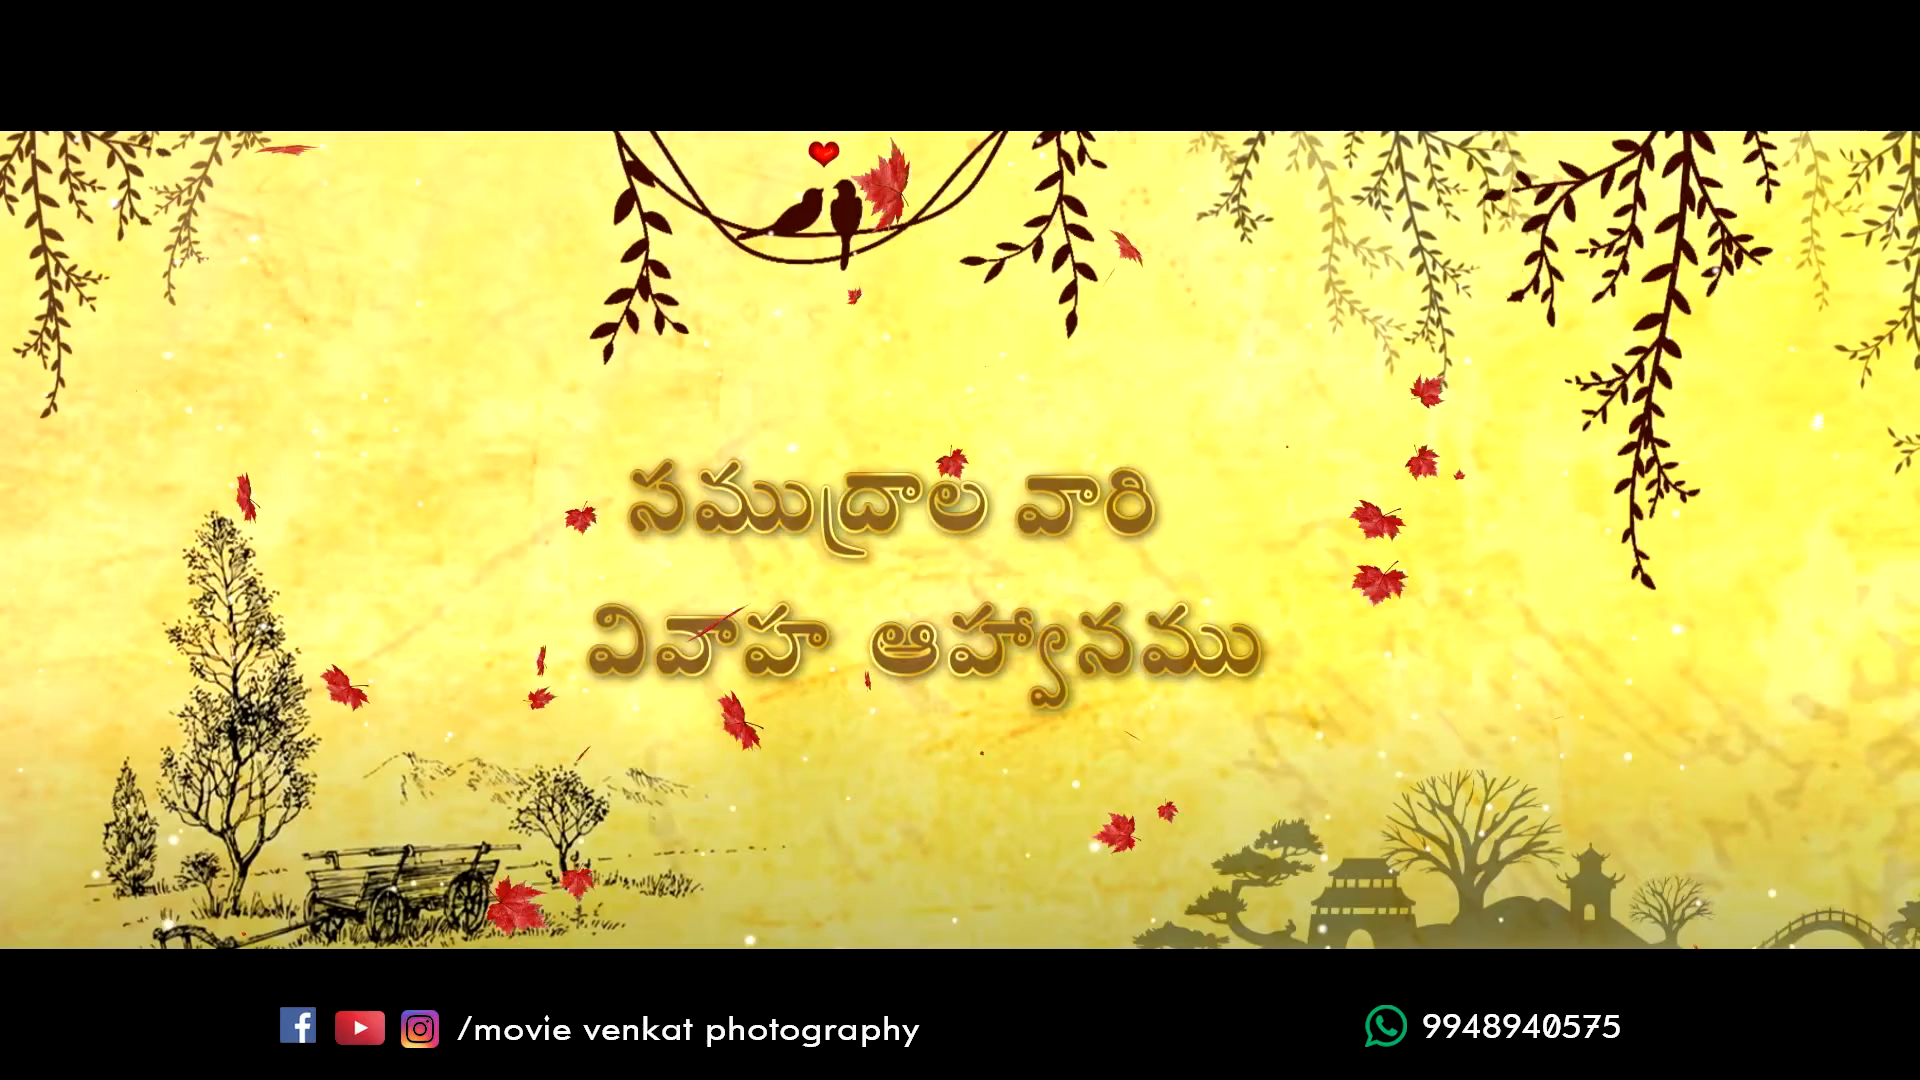 సముద్రాల వారి
వివాహ ఆహ్వానము
/movie venkat photography
9948940575